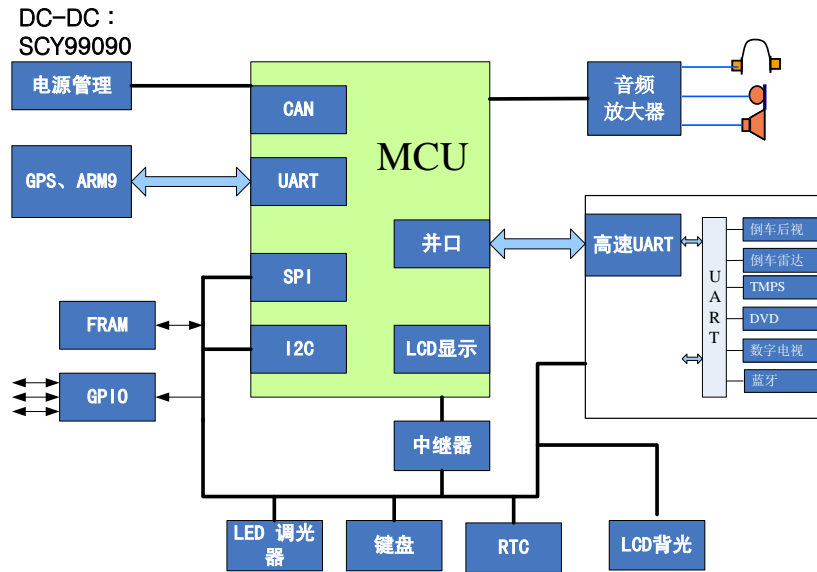 DC-DC：
SCY99090
电源管理
CAN
MCU
音频
放大器
GPS、ARM9
UART
并口
高速UART
UART
倒车后视
倒车雷达
TMPS
DVD
数字电视
蓝牙
SPI
FRAM
I2C
LCD显示
GPIO
中继器
LED 调光
器
键盘
RTC
LCD背光